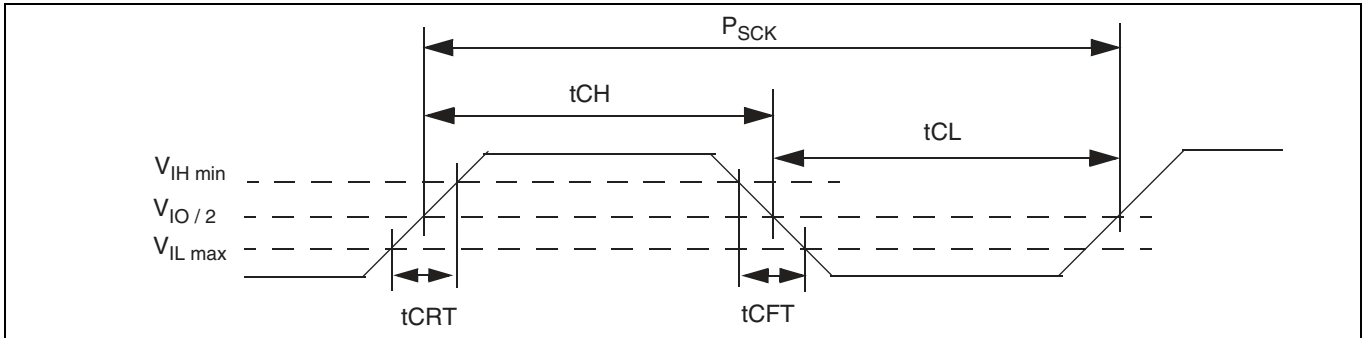 PSCK
tCH
tCL
VIH min
VIO / 2
VIL max
tCRT
tCFT